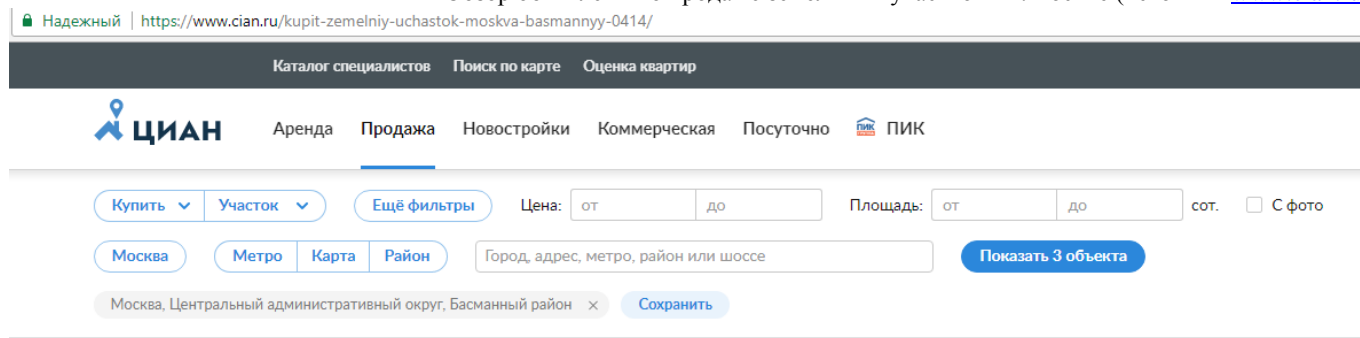 Надежный | https://www.cian.ru/kupit-zemelniy-uchastok-moskva-basmannyy-0414/
Каталог специалистов Поиск по карте Оценка квартир
ЦИАН Аренда Продажа Новостройки Коммерческая Посуточно ПИК ПИК
Купить Участок Ещё фильтры Цена: от до Площадь: от до сот. С фото
Москва Метро Карта Район Город, адрес, метро, район или шоссе Показать 3 объекта
Москва, Центральный административный округ, Басманный район × Сохранить